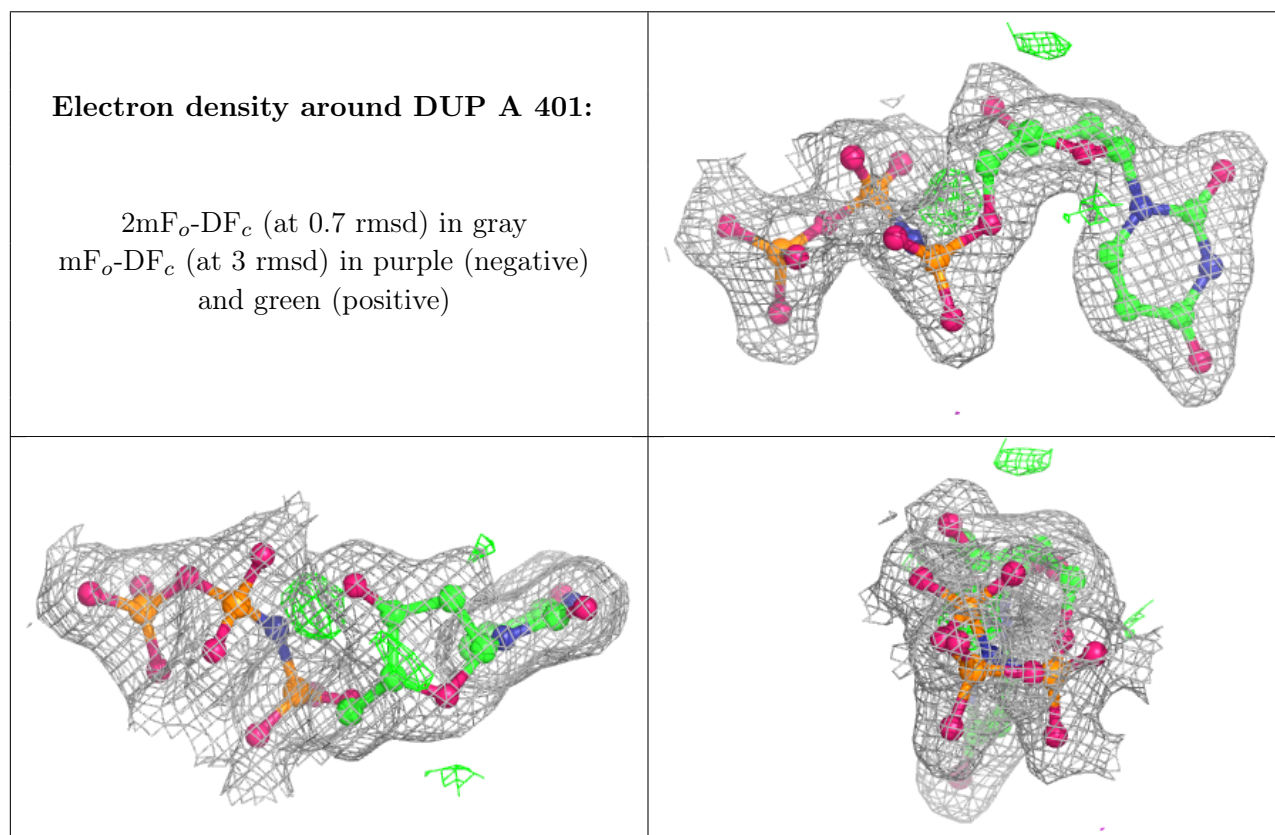 Electron density around DUP A 401:
2mFₒ-DF𝒸 (at 0.7 rmsd) in gray
mFₒ-DF𝒸 (at 3 rmsd) in purple (negative)
and green (positive)